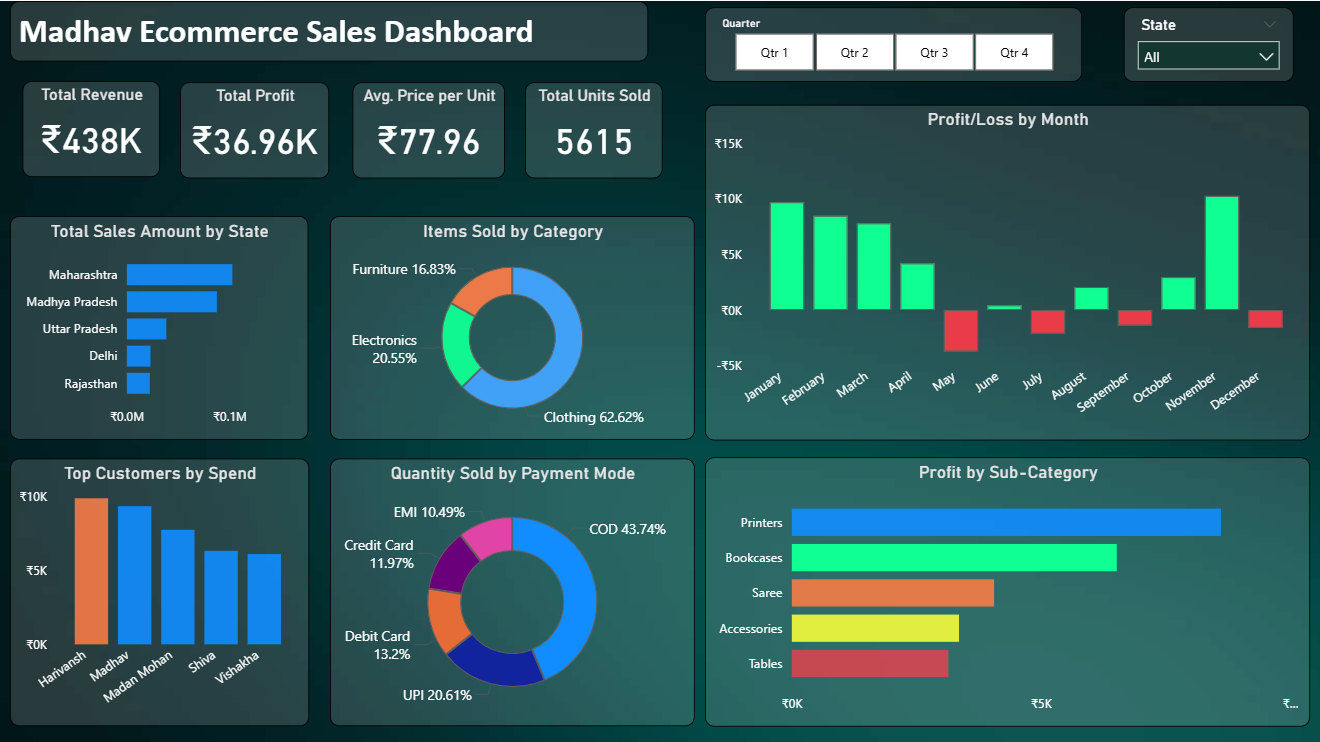 Madhav Ecommerce Sales Dashboard
Quarter
Qtr 1
Qtr 2
Qtr 3
Qtr 4
State
All
Total Revenue
₹438K
Total Profit
₹36.96K
Avg. Price per Unit
₹77.96
Total Units Sold
5615
Profit/Loss by Month
₹15K
₹10K
₹5K
₹0K
-₹5K
January
February
March
April
May
June
July
August
September
October
November
December
Total Sales Amount by State
Maharashtra
Madhya Pradesh
Uttar Pradesh
Delhi
Rajasthan
₹0.0M
₹0.1M
Items Sold by Category
Furniture 16.83%
Electronics
20.55%
Clothing 62.62%
Top Customers by Spend
₹10K
₹5K
₹0K
Harivansh
Madhav
Madan Mohan
Shiva
Vishakha
Quantity Sold by Payment Mode
EMI 10.49%
COD 43.74%
Credit Card
11.97%
Debit Card
13.2%
UPI 20.61%
Profit by Sub-Category
Printers
Bookcases
Saree
Accessories
Tables
₹0K
₹5K
₹...